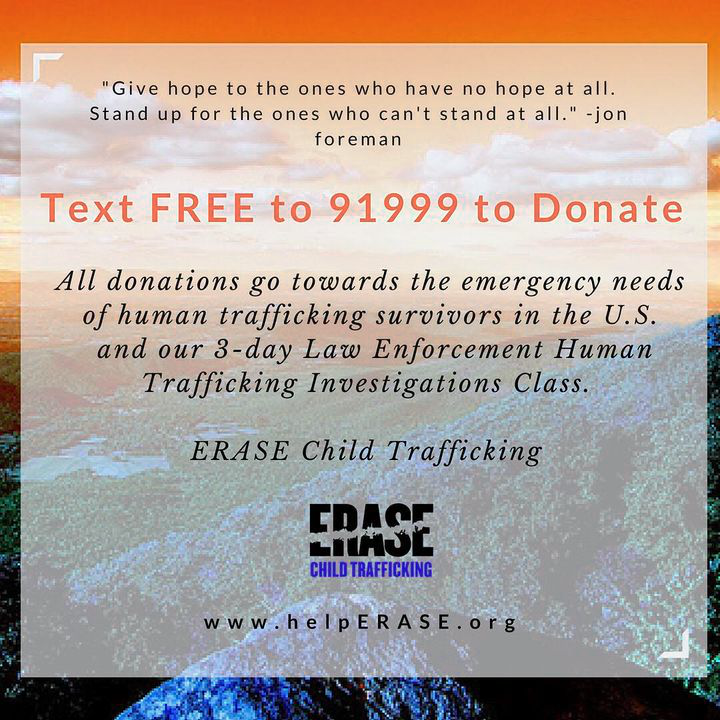 "Give hope to the ones who have no hope at all.
Stand up for the ones who can't stand at all." -jon
foreman
Text FREE to 91999 to Donate
All donations go towards the emergency needs
of human trafficking survivors in the U.S.
and our 3-day Law Enforcement Human
Trafficking Investigations Class.
ERASE Child Trafficking
ERASE
CHILD TRAFFICKING
www.helpERASE.org